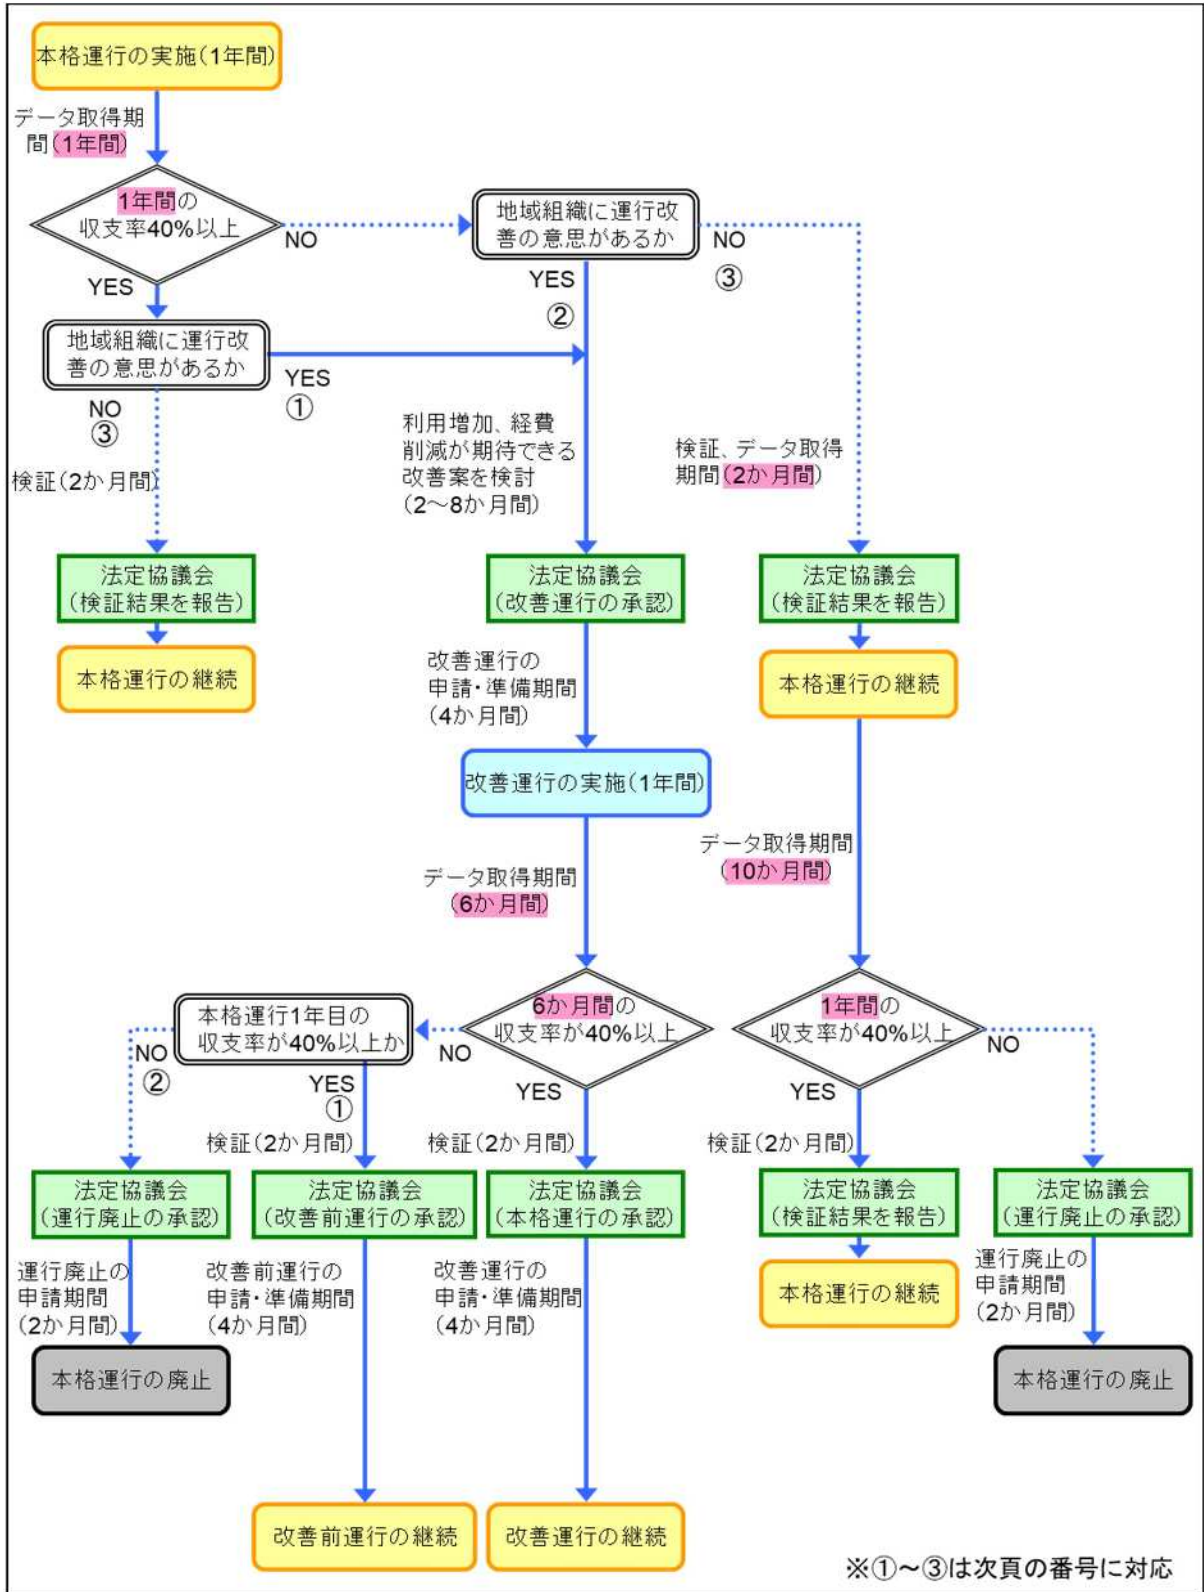 本格運行の実施(1年間)
データ取得期
間(1年間)
1年間の
収支率40%以上
NO
YES
地域組織に運行改
善の意思があるか
NO
③
YES
②
地域組織に運行改
善の意思があるか
YES
①
NO
③
検証(2か月間)
利用増加、経費
削減が期待できる
改善案を検討
(2～8か月間)
検証、データ取得
期間(2か月間)
法定協議会
(検証結果を報告)
法定協議会
(改善運行の承認)
法定協議会
(検証結果を報告)
本格運行の継続
改善運行の
申請・準備期間
(4か月間)
本格運行の継続
改善運行の実施(1年間)
データ取得期間
(6か月間)
データ取得期間
(10か月間)
本格運行1年目の
収支率が40%以上か
6か月間の
収支率が40%以上
1年間の
収支率が40%以上
NO
②
YES
①
NO
YES
YES
NO
検証(2か月間)
検証(2か月間)
検証(2か月間)
法定協議会
(運行廃止の承認)
法定協議会
(改善前運行の承認)
法定協議会
(本格運行の承認)
法定協議会
(検証結果を報告)
法定協議会
(運行廃止の承認)
運行廃止の
申請期間
(2か月間)
改善前運行の
申請・準備期間
(4か月間)
改善運行の
申請・準備期間
(4か月間)
本格運行の継続
運行廃止の
申請期間
(2か月間)
本格運行の廃止
本格運行の廃止
改善前運行の継続
改善運行の継続
※①～③は次頁の番号に対応